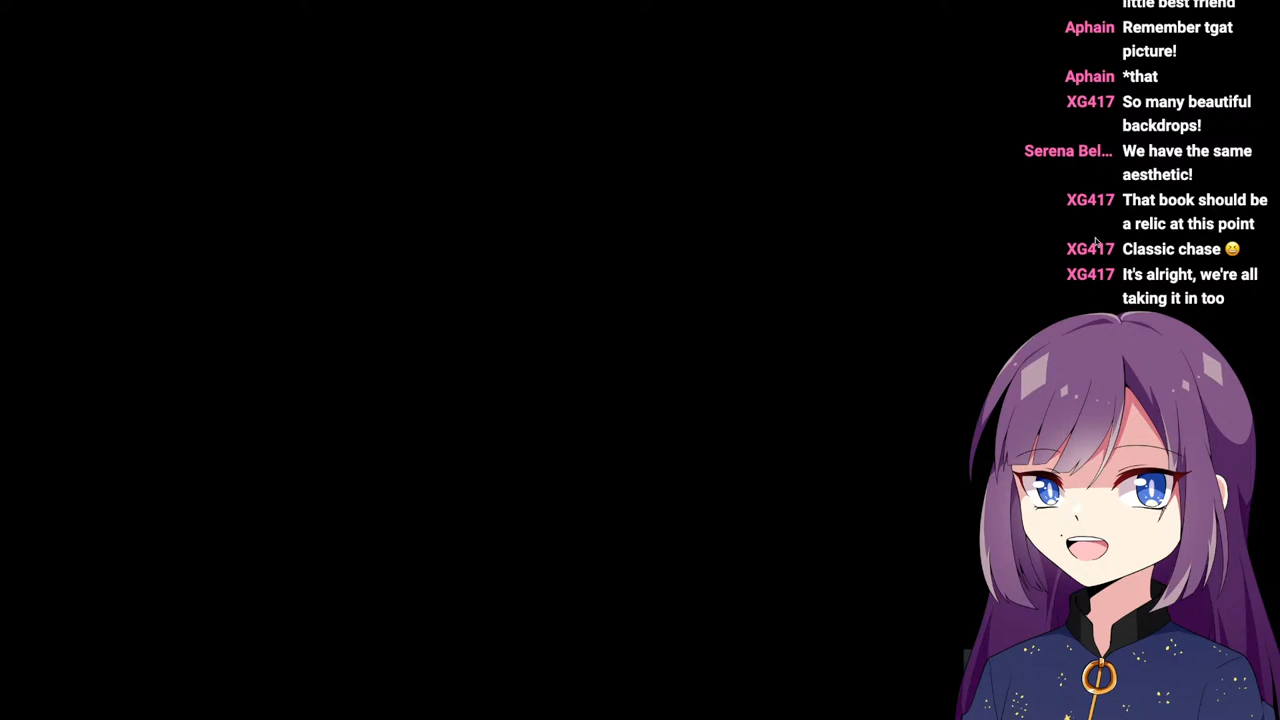 little best friend
Aphain Remember tgat
picture!
Aphain *that
XG417 So many beautiful
backdrops!
Serena Bel... We have the same
aesthetic!
XG417 That book should be
a relic at this point
XG417 Classic chase 😆
XG417 It's alright, we're all
taking it in too